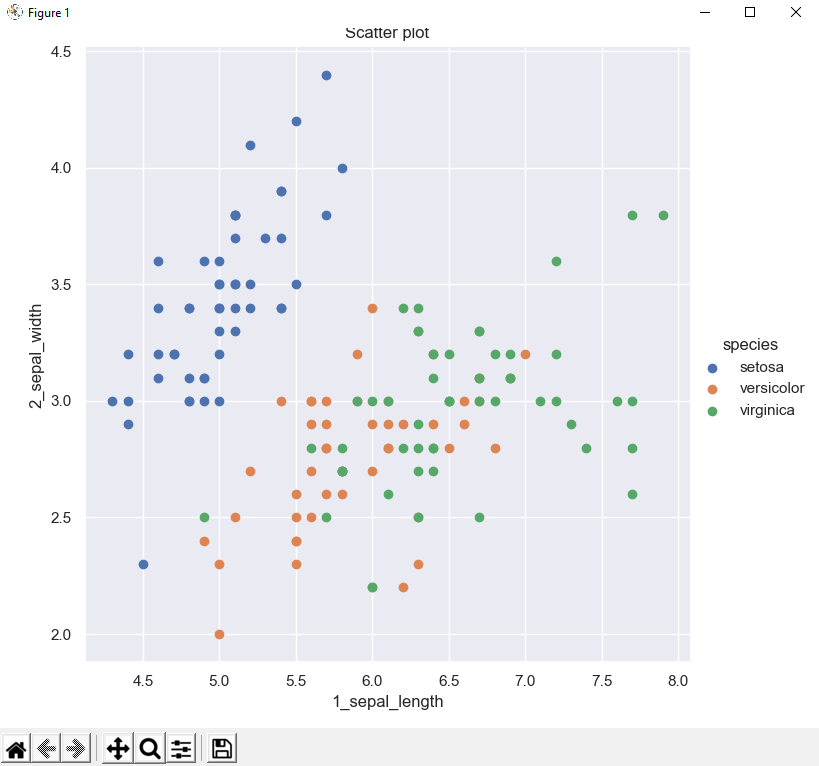 Figure 1
Scatter plot
4.5
4.0
3.5
3.0
2.5
2.0
2_sepal_width
4.5 5.0 5.5 6.0 6.5 7.0 7.5 8.0
1_sepal_length
species
setosa
versicolor
virginica